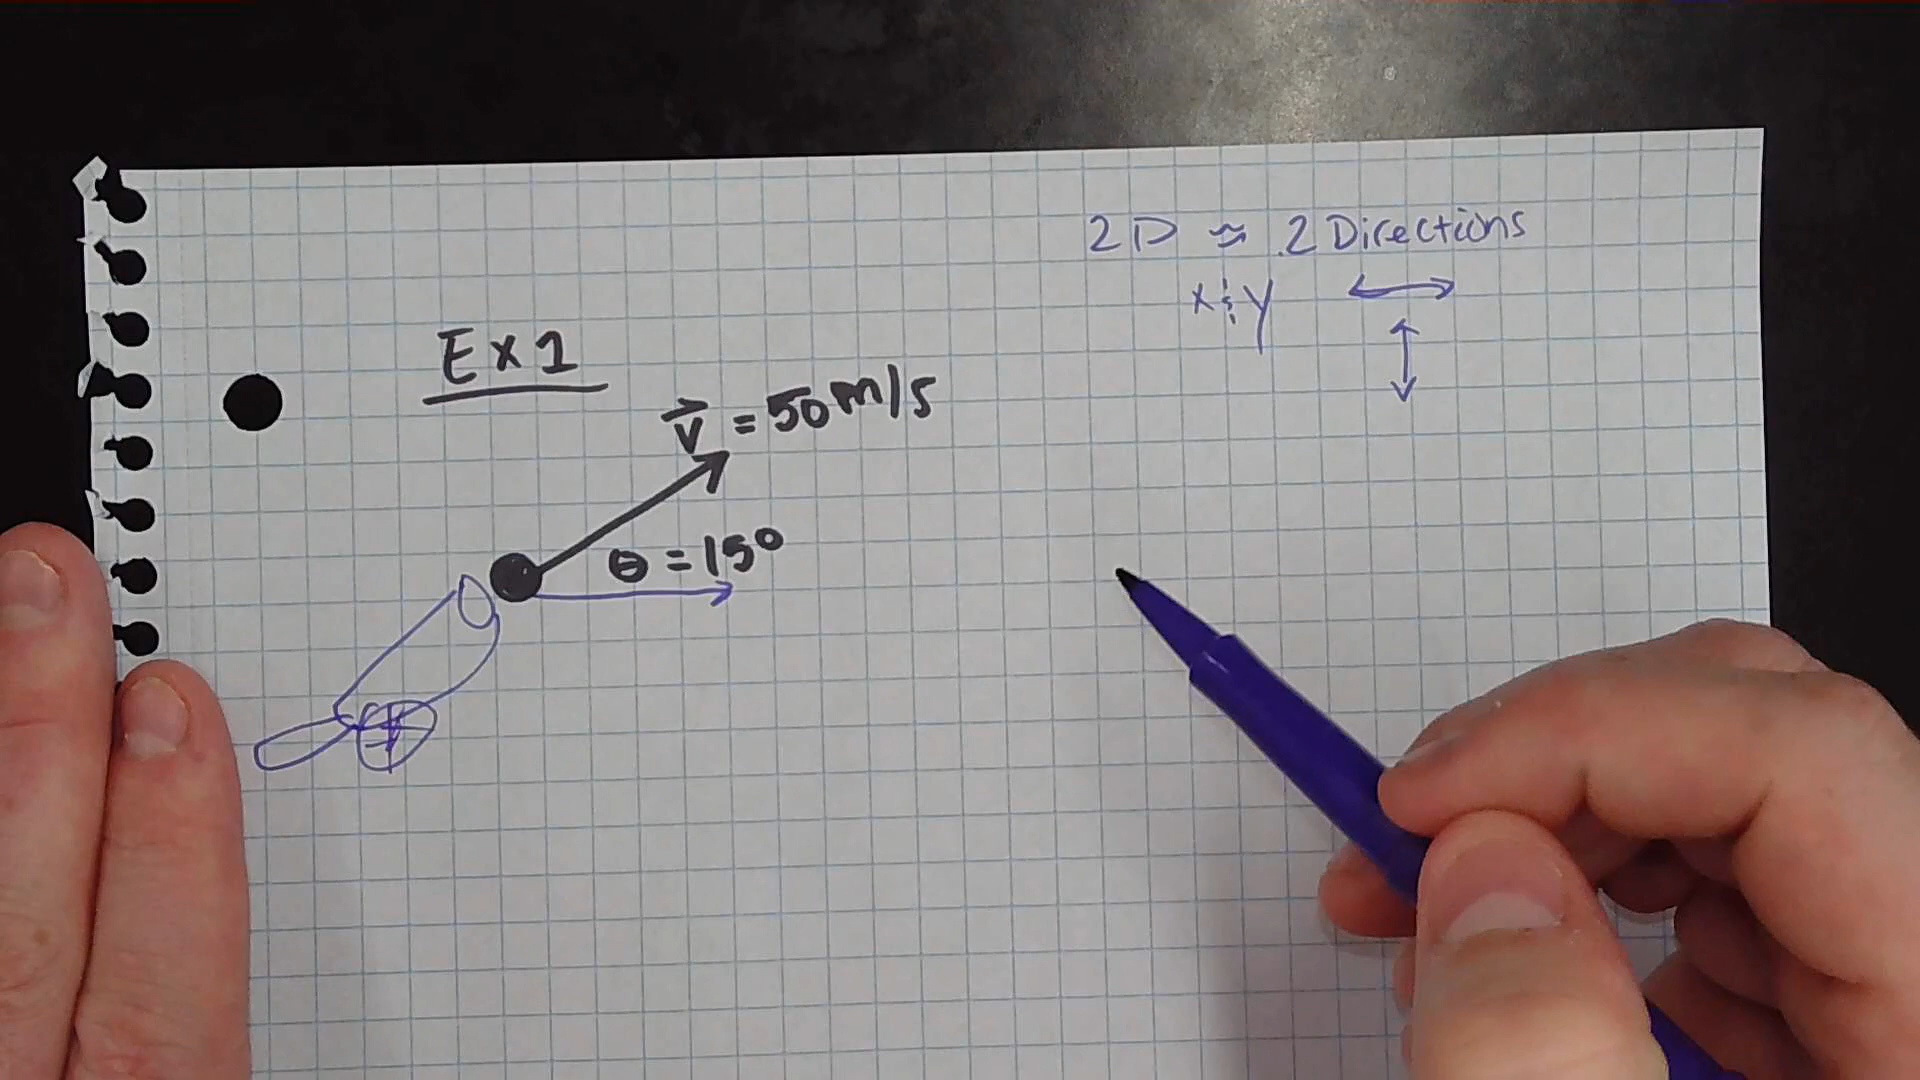 2D ≈ 2 Directions
x & y
Ex 1
v⃗ = 50 m/s
θ = 15°